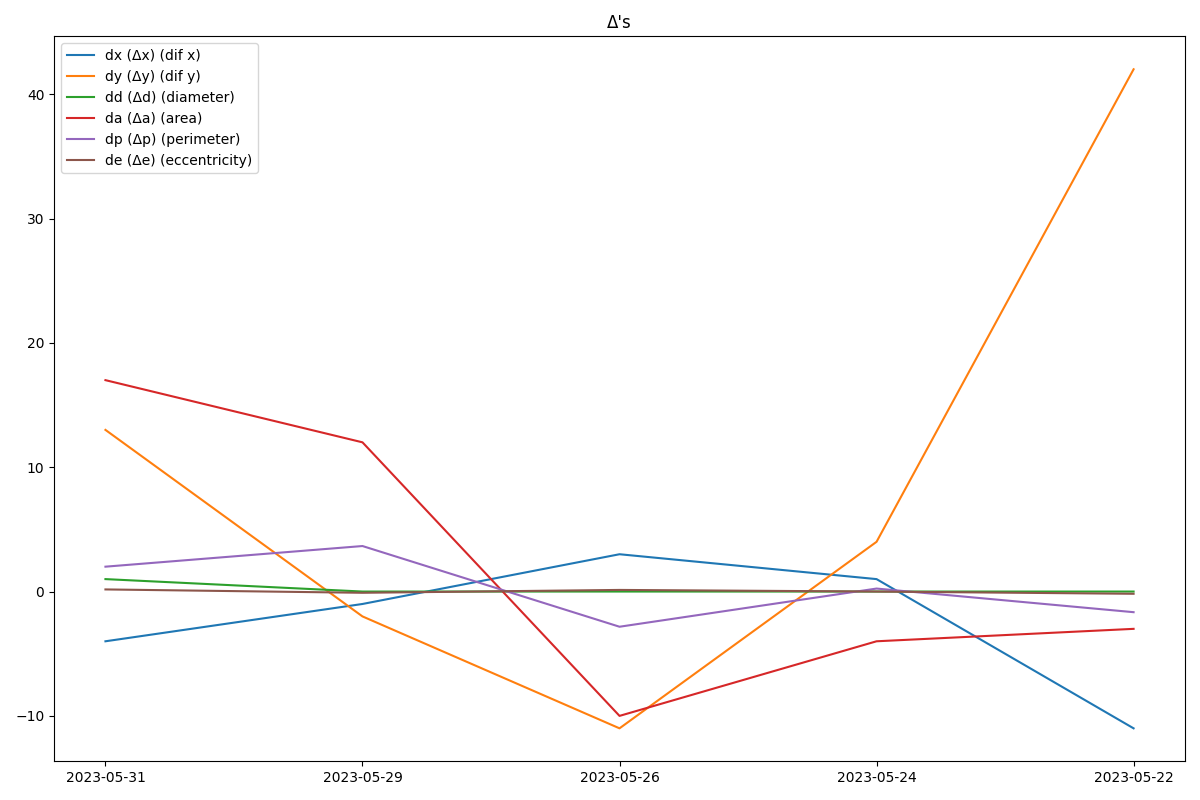 Δ's
dx (Δx) (dif x)
dy (Δy) (dif y)
dd (Δd) (diameter)
da (Δa) (area)
dp (Δp) (perimeter)
de (Δe) (eccentricity)
40
30
20
10
0
−10
2023-05-31 2023-05-29 2023-05-26 2023-05-24 2023-05-22